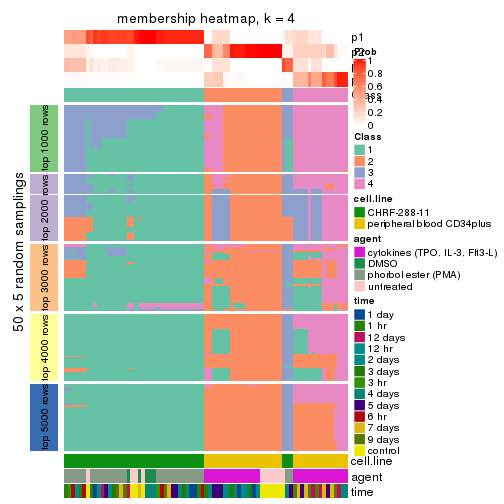 membership heatmap, k = 4
p1
p2
Prob
1
0.8
0.6
0.4
0.2
0
Class
1
2
3
4
cell.line
CHRF-288-11
peripheral blood CD34plus
agent
cytokines (TPO. IL-3. Flt3-L)
DMSO
phorbol ester (PMA)
untreated
time
1 day
1 hr
12 days
12 hr
2 days
3 days
3 hr
4 days
5 days
6 hr
7 days
9 days
control
50 x 5 random samplings
top 1000 rows
top 2000 rows
top 3000 rows
top 4000 rows
top 5000 rows
cell.line
agent
time